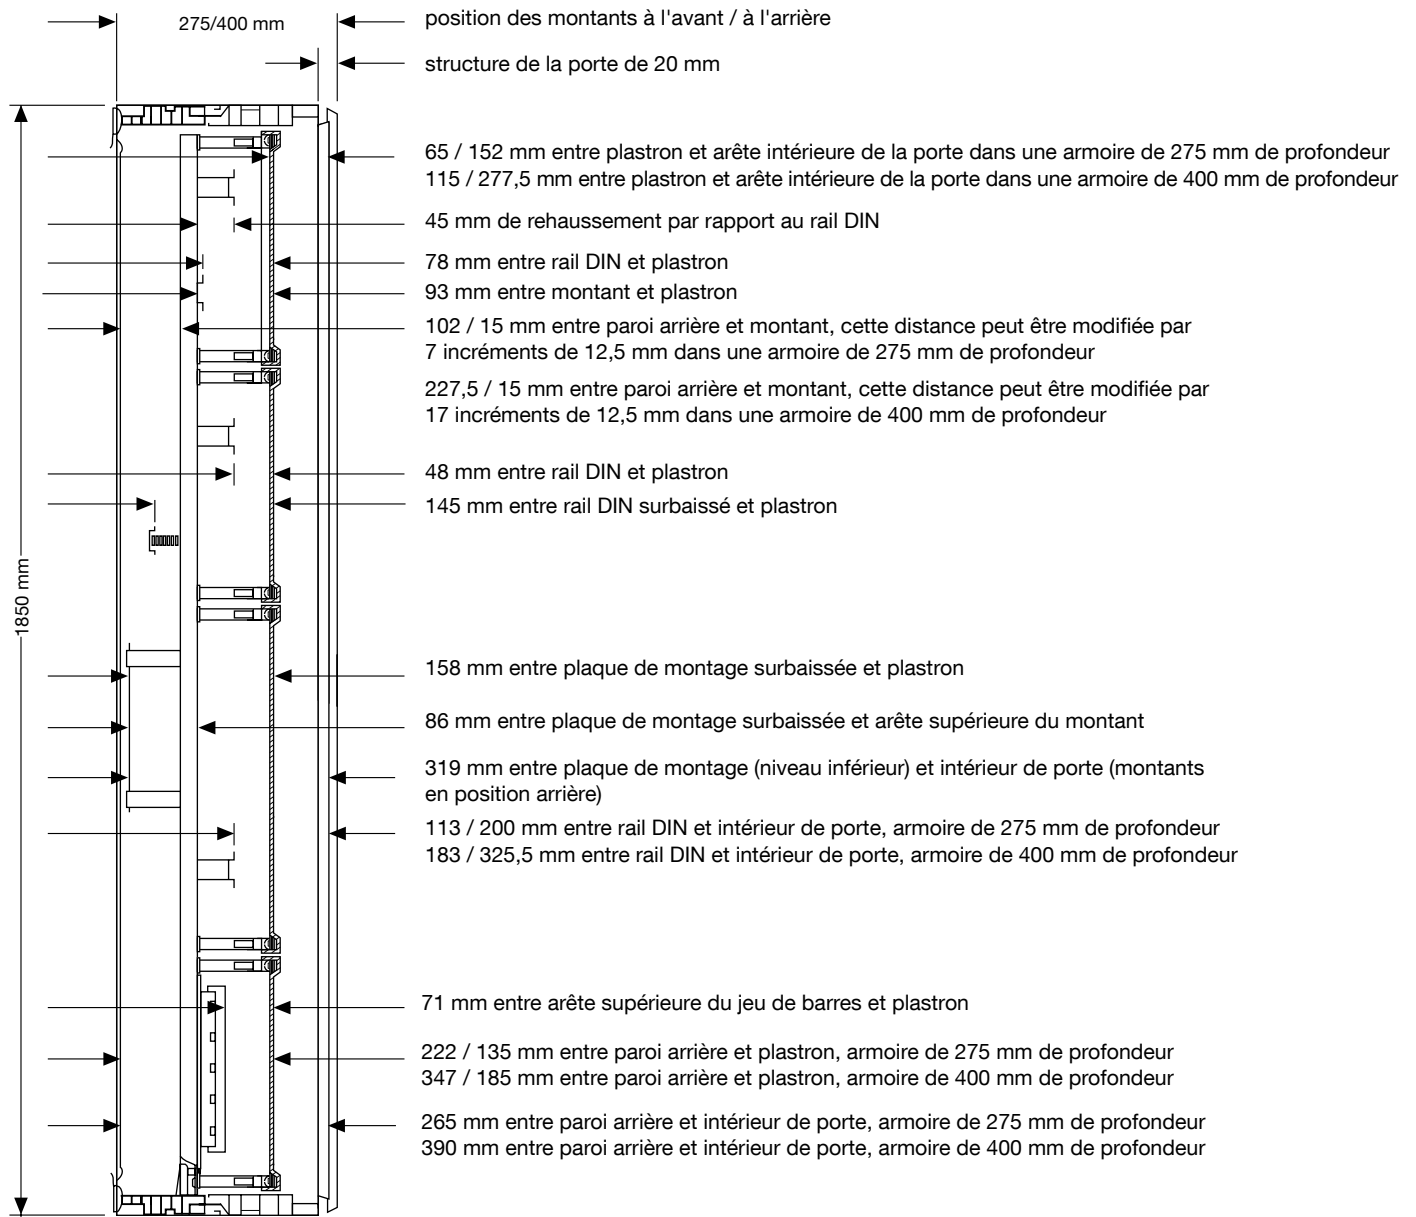 275/400 mm
position des montants à l'avant / à l'arrière
structure de la porte de 20 mm
65 / 152 mm entre plastron et arête intérieure de la porte dans une armoire de 275 mm de profondeur
115 / 277,5 mm entre plastron et arête intérieure de la porte dans une armoire de 400 mm de profondeur
45 mm de rehaussement par rapport au rail DIN
78 mm entre rail DIN et plastron
93 mm entre montant et plastron
102 / 15 mm entre paroi arrière et montant, cette distance peut être modifiée par
7 incréments de 12,5 mm dans une armoire de 275 mm de profondeur
227,5 / 15 mm entre paroi arrière et montant, cette distance peut être modifiée par
17 incréments de 12,5 mm dans une armoire de 400 mm de profondeur
48 mm entre rail DIN et plastron
145 mm entre rail DIN surbaissé et plastron
1850 mm
158 mm entre plaque de montage surbaissée et plastron
86 mm entre plaque de montage surbaissée et arête supérieure du montant
319 mm entre plaque de montage (niveau inférieur) et intérieur de porte (montants
en position arrière)
113 / 200 mm entre rail DIN et intérieur de porte, armoire de 275 mm de profondeur
183 / 325,5 mm entre rail DIN et intérieur de porte, armoire de 400 mm de profondeur
71 mm entre arête supérieure du jeu de barres et plastron
222 / 135 mm entre paroi arrière et plastron, armoire de 275 mm de profondeur
347 / 185 mm entre paroi arrière et plastron, armoire de 400 mm de profondeur
265 mm entre paroi arrière et intérieur de porte, armoire de 275 mm de profondeur
390 mm entre paroi arrière et intérieur de porte, armoire de 400 mm de profondeur